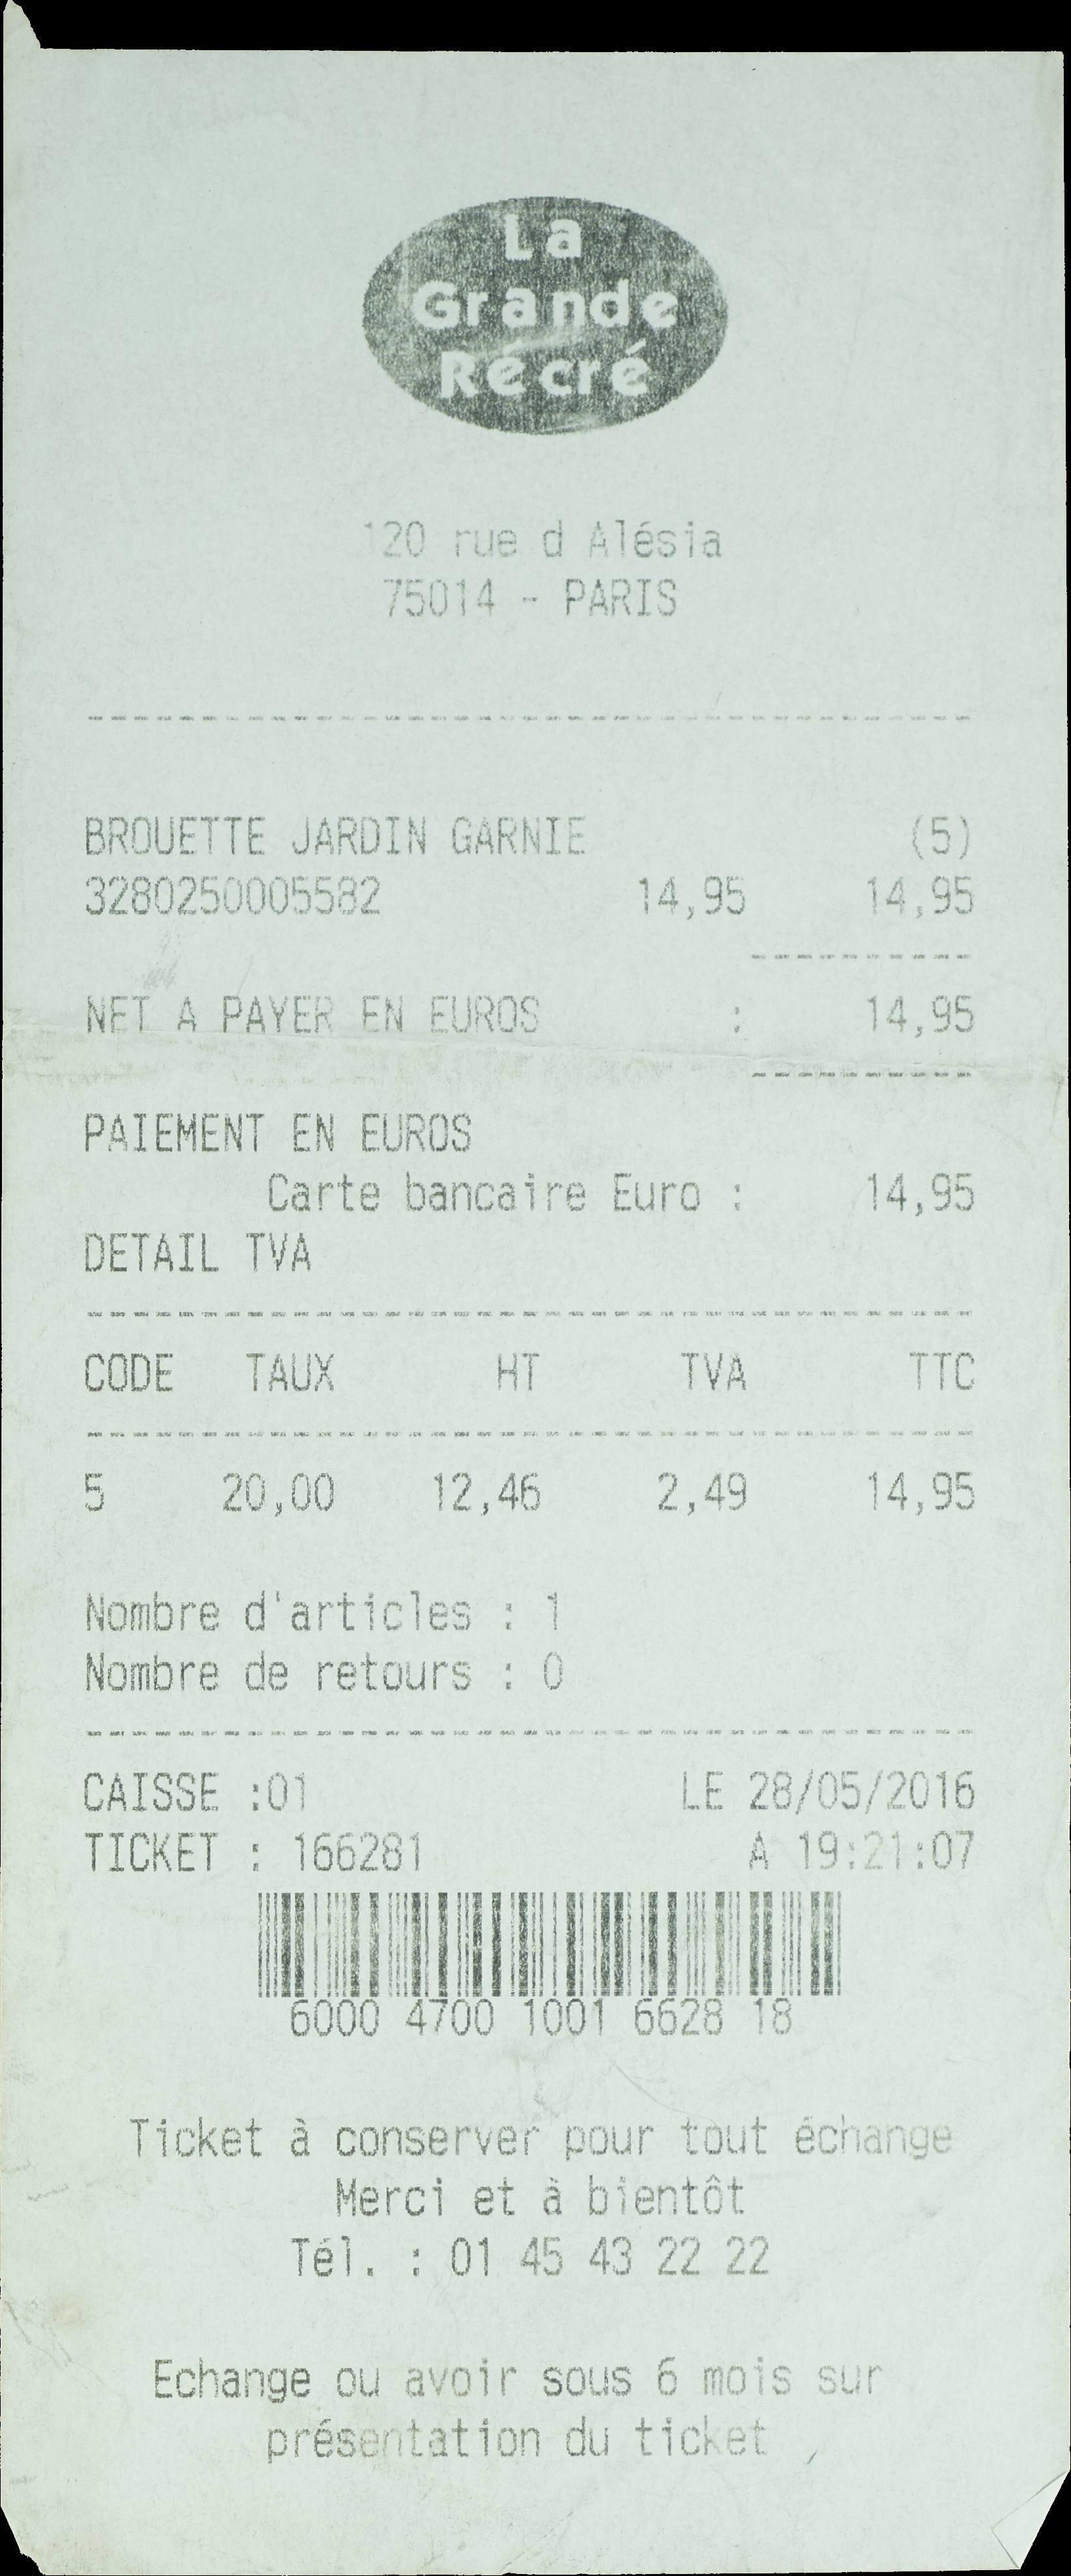 La
Grande
Récré
120 rue d Alésia
75014 - PARIS
BROUETTE JARDIN GARNIE (5)
3280250005582 14,95 14,95
NET A PAYER EN EUROS : 14,95
PAIEMENT EN EUROS
Carte bancaire Euro : 14,95
DETAIL TVA
CODE TAUX HT TVA TTC
5 20,00 12,46 2,49 14,95
Nombre d'articles : 1
Nombre de retours : 0
CAISSE :01 LE 28/05/2016
TICKET : 166281 A 19:21:07
6000 4700 1001 6628 18
Ticket à conserver pour tout échange
Merci et à bientôt
Tél. : 01 45 43 22 22
Echange ou avoir sous 6 mois sur
présentation du ticket